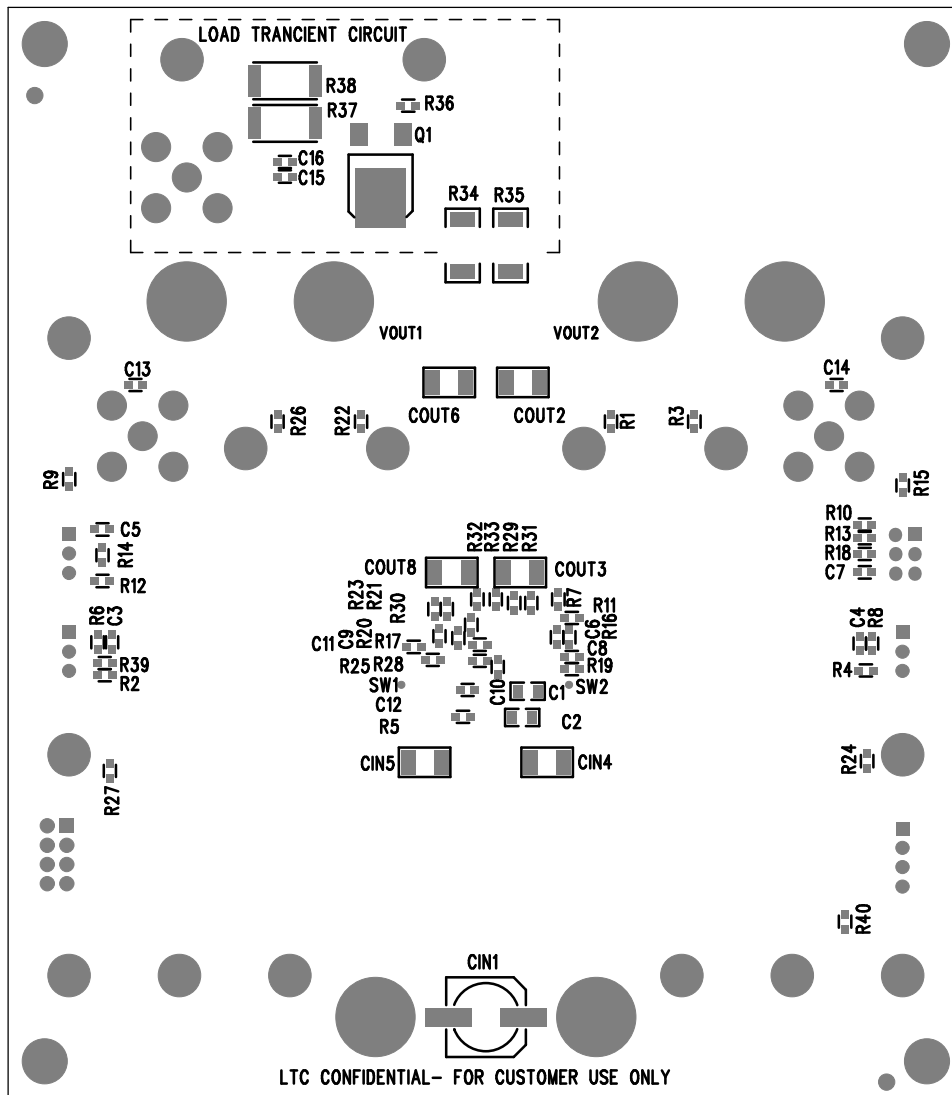 LOAD TRANCIENT CIRCUIT
R38
R37
R36
Q1
C16
C15
R34
R35
VOUT1
VOUT2
C13
C14
COUT6
COUT2
R26
R22
R1
R3
R9
R15
C5
R14
R12
R10
R13
R18
C7
R32
R33
R29
R31
COUT8
COUT3
R23
R21
R30
R7
R11
R6
C3
C11
C9
R20
R17
C6
R16
C8
C4
R8
R39
R2
R25
R28
R19
R4
SW1
C10
C1
SW2
C12
R5
C2
CIN5
CIN4
R24
R27
R40
CIN1
LTC CONFIDENTIAL- FOR CUSTOMER USE ONLY